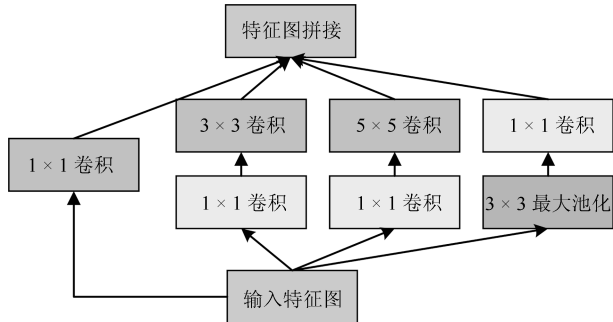 特征图拼接
3 × 3 卷积
5 × 5 卷积
1 × 1 卷积
1 × 1 卷积
1 × 1 卷积
1 × 1 卷积
3 × 3 最大池化
输入特征图